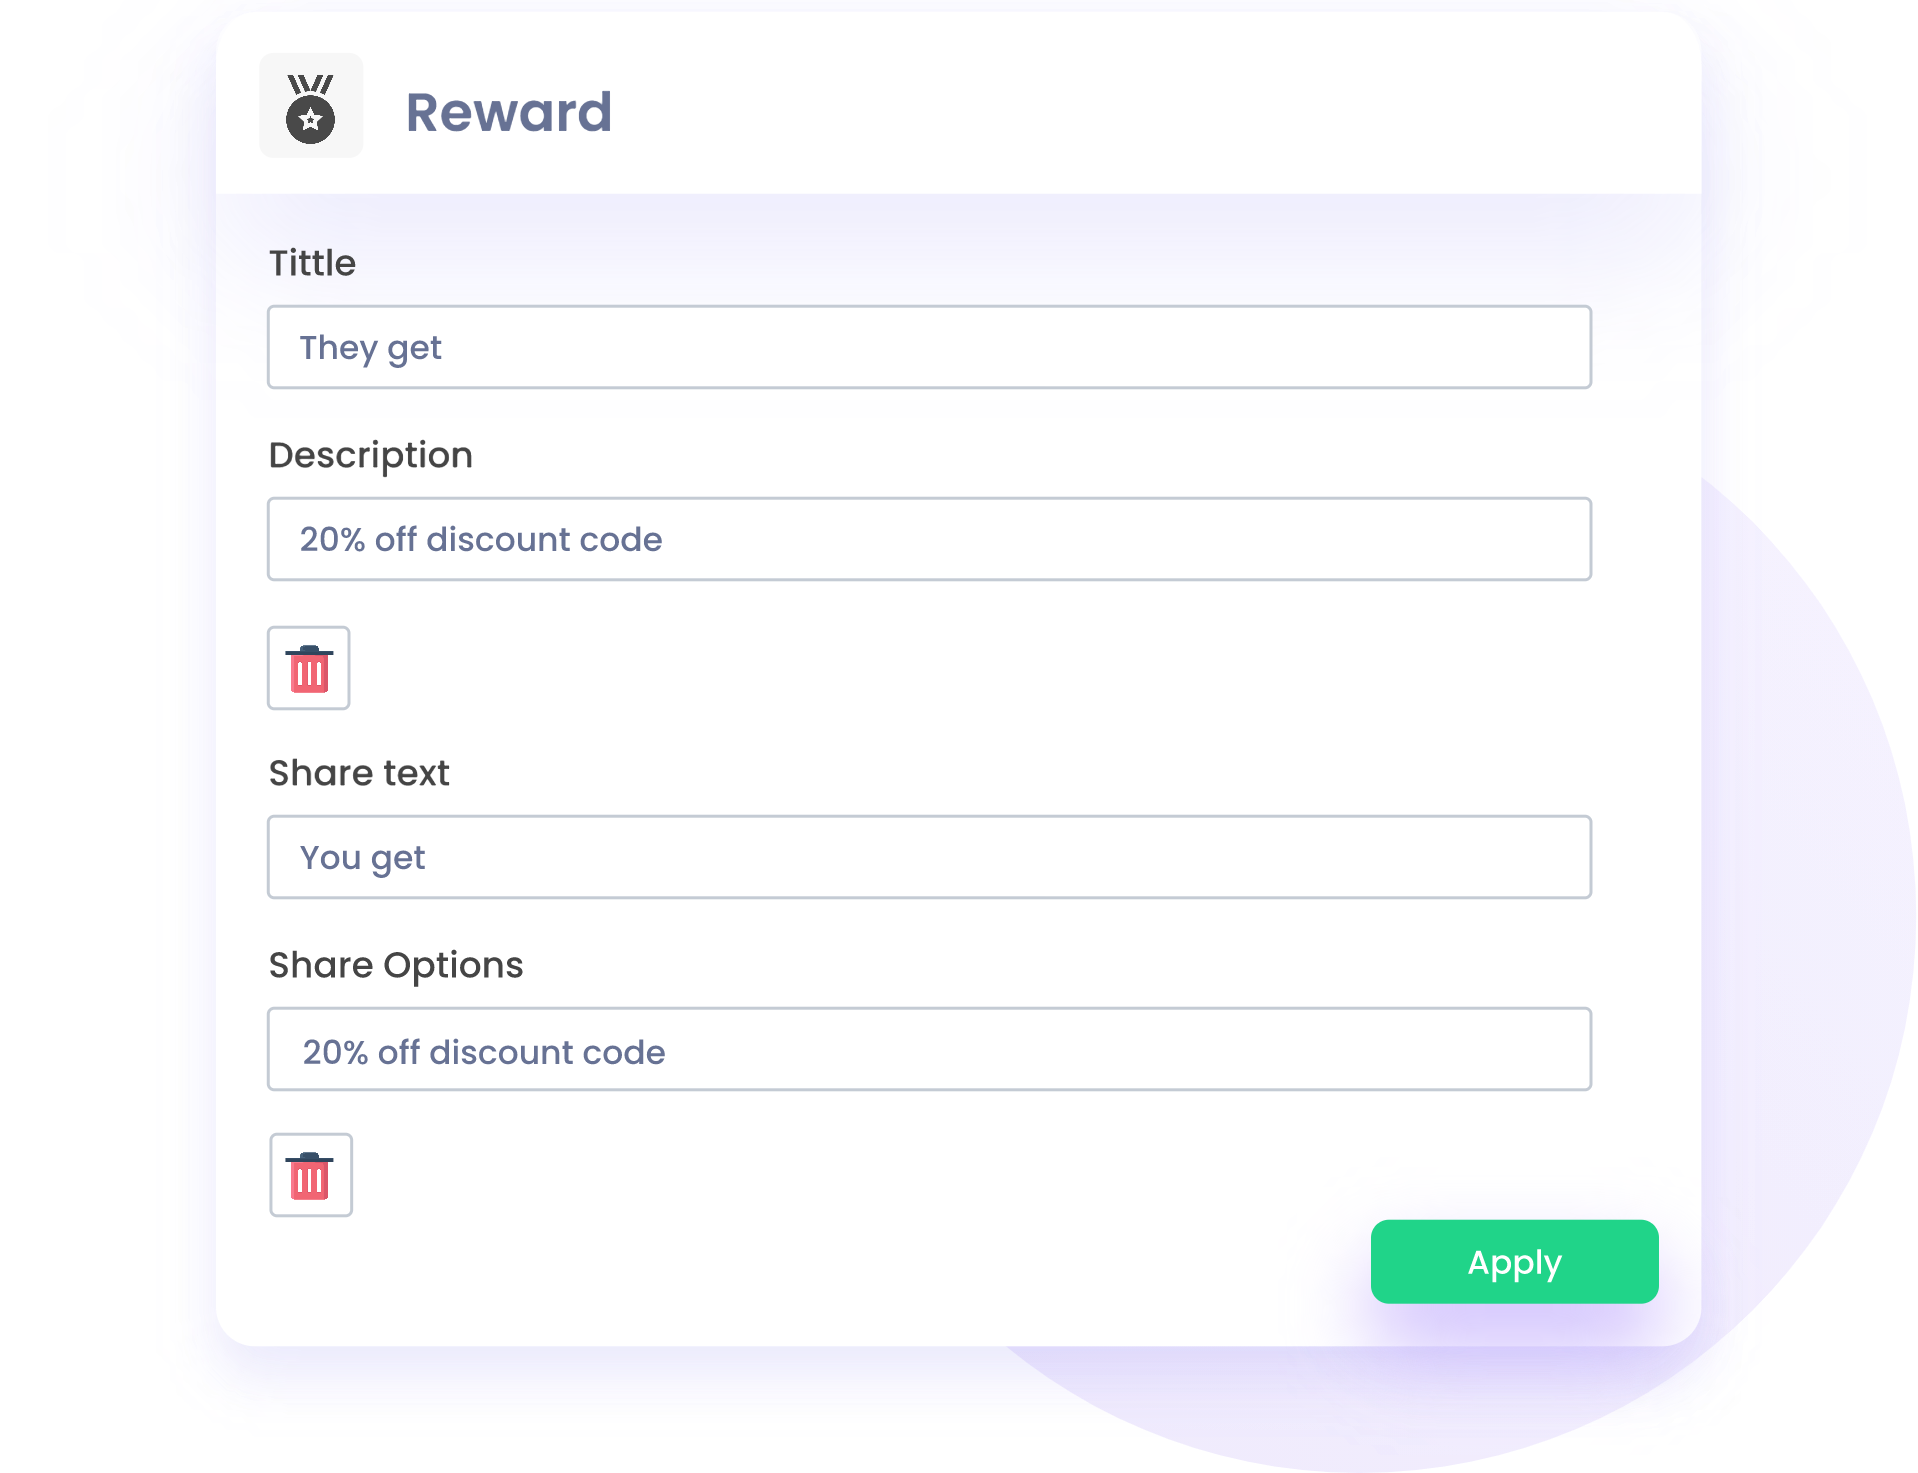 Reward
Tittle
They get
Description
20% off discount code
Share text
You get
Share Options
20% off discount code
Apply